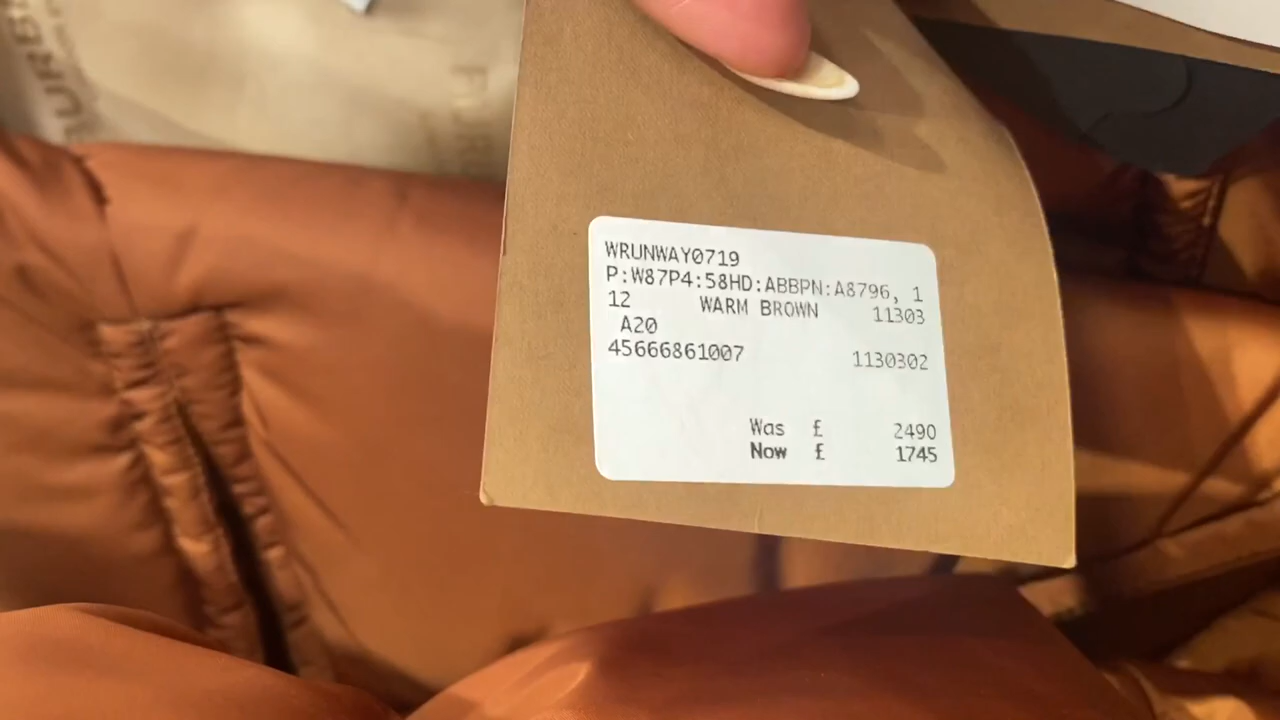 WRUNWAY0719
P:W87P4:58HD:ABBPN:A8796, 1
12 WARM BROWN 11303
A20
45666861007 1130302
Was £ 2490
Now £ 1745